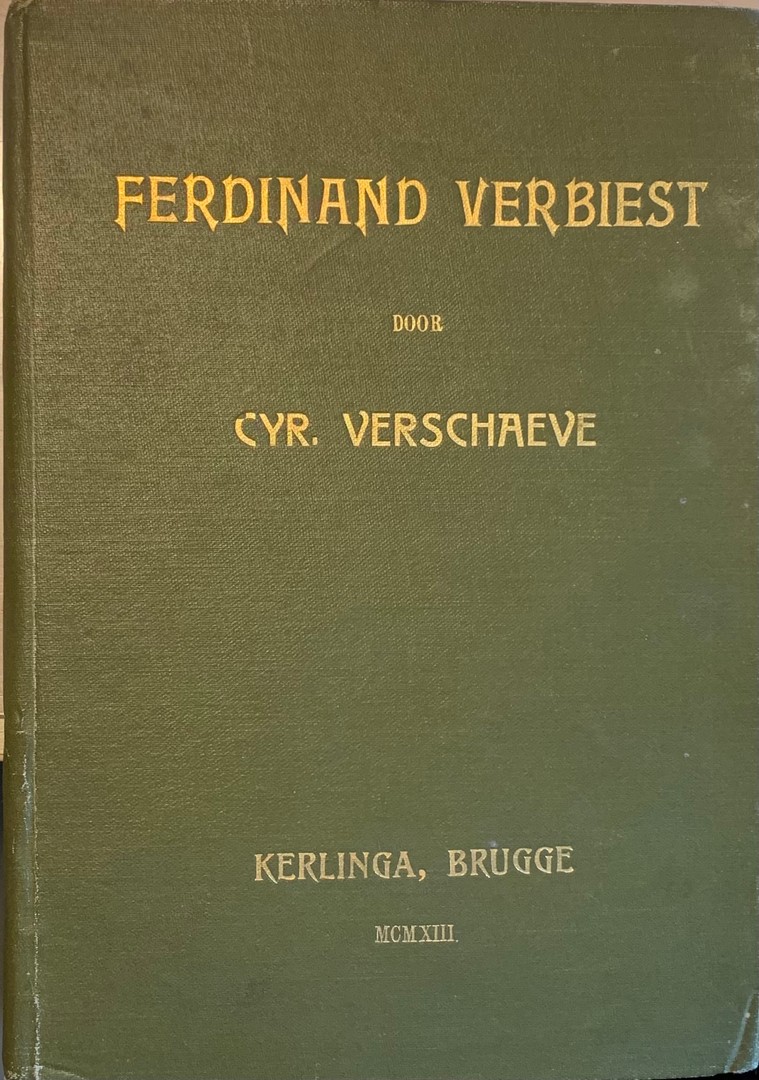 FERDINAND VERBIEST
DOOR
CYR. VERSCHAEVE
KERLINGA, BRUGGE
MCMXIII.